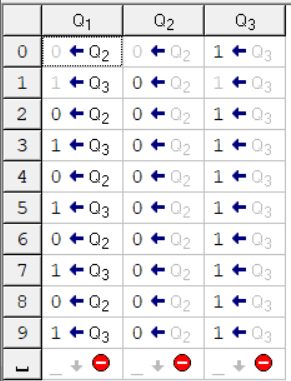 Q1 Q2 Q3
0 0 ← Q2 0 ← Q2 1 ← Q3
1 1 ← Q3 0 ← Q2 1 ← Q3
2 0 ← Q2 0 ← Q2 1 ← Q3
3 1 ← Q3 0 ← Q2 1 ← Q3
4 0 ← Q2 0 ← Q2 1 ← Q3
5 1 ← Q3 0 ← Q2 1 ← Q3
6 0 ← Q2 0 ← Q2 1 ← Q3
7 1 ← Q3 0 ← Q2 1 ← Q3
8 0 ← Q2 0 ← Q2 1 ← Q3
9 1 ← Q3 0 ← Q2 1 ← Q3
␣ _ ↓ _ ↓ _ ↓